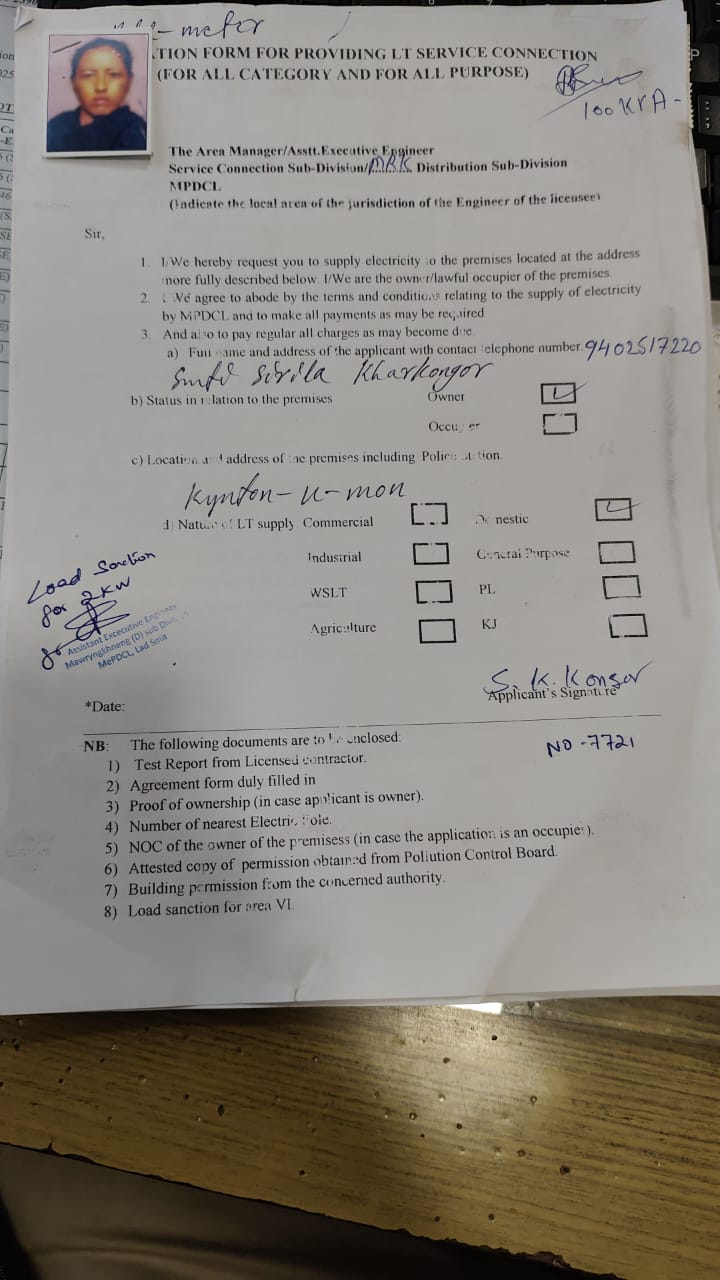 - metor
TION FORM FOR PROVIDING LT SERVICE CONNECTION
(FOR ALL CATEGORY AND FOR ALL PURPOSE)
100 KVA -
The Area Manager/Asstt.Executive Engineer
Service Connection Sub-Division/MRK Distribution Sub-Division
MPDCL
(Indicate the local area of the jurisdiction of the Engineer of the licensee)
Sir,
1. I/We hereby request you to supply electricity to the premises located at the address
more fully described below. I/We are the owner/lawful occupier of the premises.
2. I/We agree to abode by the terms and conditions relating to the supply of electricity
by MPDCL and to make all payments as may be required
3. And also to pay regular all charges as may become due.
a) Full name and address of the applicant with contact telephone number. 9402517220
Smti Sirila Kharkongor
b) Status in relation to the premises Owner
Occupier
c) Location and address of the premises including Police station.
Kynton-u-mon
d) Nature of LT supply Commercial Domestic
Industrial General Purpose
WSLT PL
Agriculture KJ
Load Sanction
for 2KW
Assistant Excecutive Engineer
Mawryngkhneng (D) sub Division
MePDCL, Lad Smit
S. K. Kongor
Applicant's Signature
*Date:
NB: The following documents are to be enclosed:
NO - 7721
1) Test Report from Licensed contractor.
2) Agreement form duly filled in
3) Proof of ownership (in case applicant is owner).
4) Number of nearest Electric Pole.
5) NOC of the owner of the premisess (in case the application is an occupier).
6) Attested copy of permission obtained from Pollution Control Board.
7) Building permission from the concerned authority.
8) Load sanction for area VI.